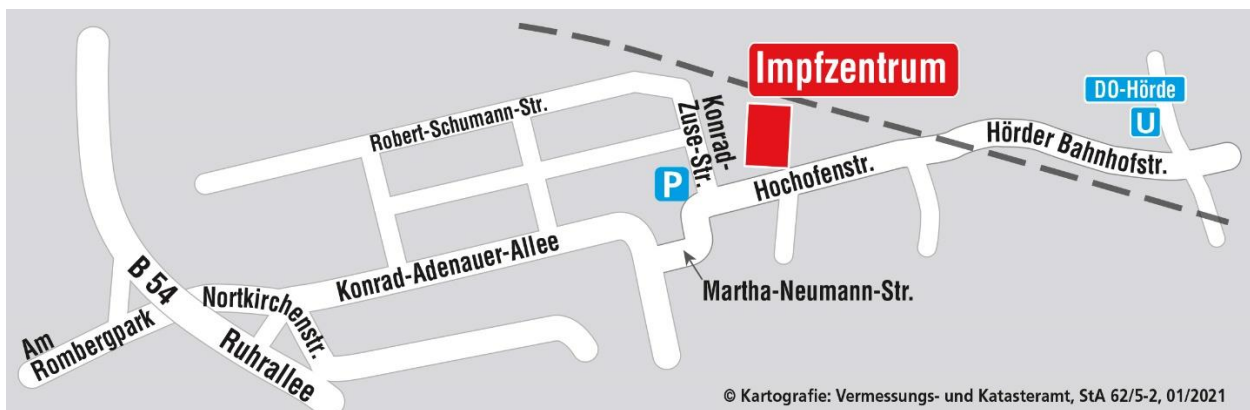 Impfzentrum
DO-Hörde
U
Robert-Schumann-Str.
Konrad-
Zuse-Str.
Hörder Bahnhofstr.
P
Hochofenstr.
Konrad-Adenauer-Allee
B 54
Nortkirchenstr.
Martha-Neumann-Str.
Am
Rombergpark
Ruhrallee
© Kartografie: Vermessungs- und Katasteramt, StA 62/5-2, 01/2021